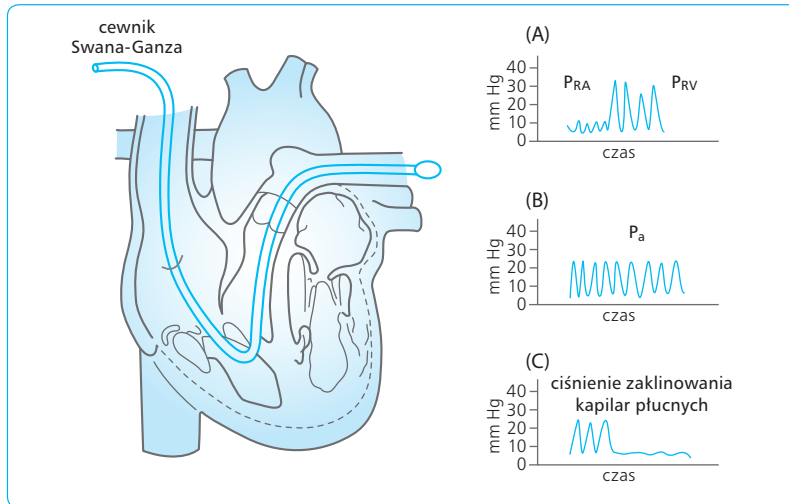 cewnik
Swana-Ganza
(A)
mm Hg
40
30
20
10
0
PRA
PRV
czas
(B)
mm Hg
40
30
20
10
0
Pa
czas
(C)
ciśnienie zaklinowania
kapilar płucnych
mm Hg
40
30
20
10
0
czas